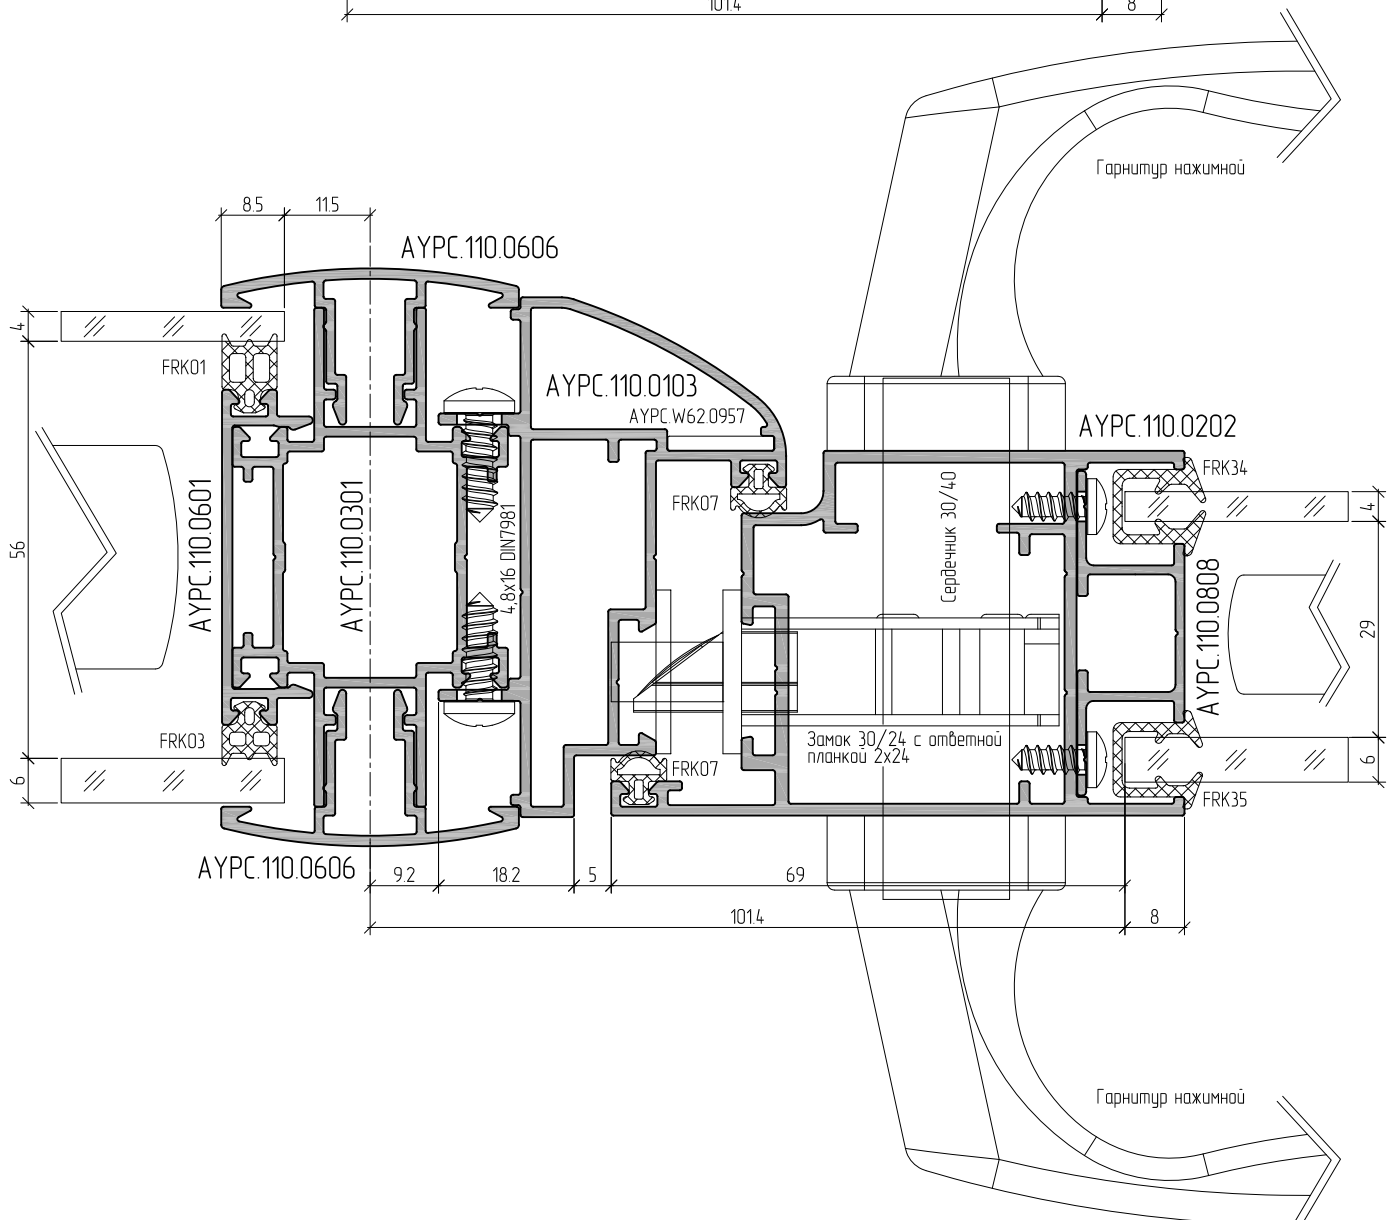 101.4
8
Гарнитур нажимной
8.5
11.5
AYPC.110.0606
4
FRK01
AYPC.110.0103
AYPC.W62.0957
AYPC.110.0202
FRK34
FRK07
Сердечник 30/40
4
AYPC.110.0601
AYPC.110.0301
4,8x16 DIN7981
56
29
AYPC.110.0808
FRK03
Замок 30/24 с ответной
планкой 2x24
FRK07
6
6
FRK35
AYPC.110.0606
9.2
18.2
5
69
101.4
8
Гарнитур нажимной